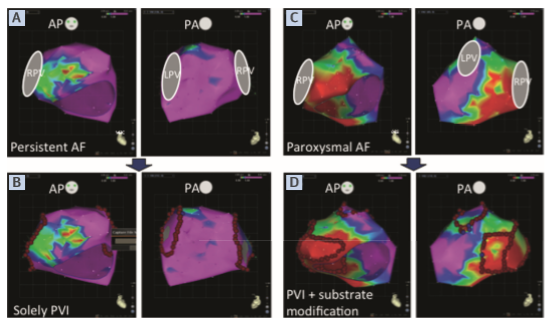 A
AP
PA
RPV
LPV
RPV
Persistent AF
C
AP
PA
RPV
LPV
RPV
Paroxysmal AF
B
AP
PA
Solely PVI
D
AP
PA
PVI + substrate
modification